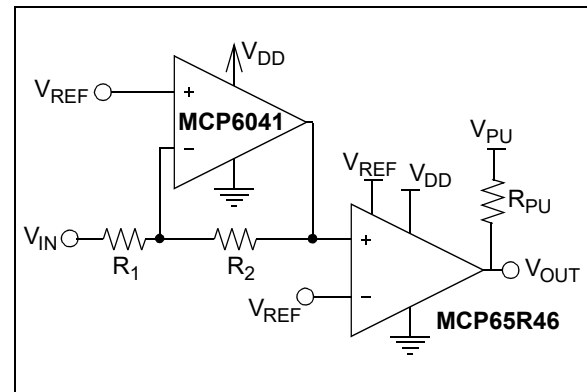 VDD
VREF
+
MCP6041
-
VPU
VREF
VDD
RPU
VIN
R1
R2
+
VOUT
VREF
-
MCP65R46